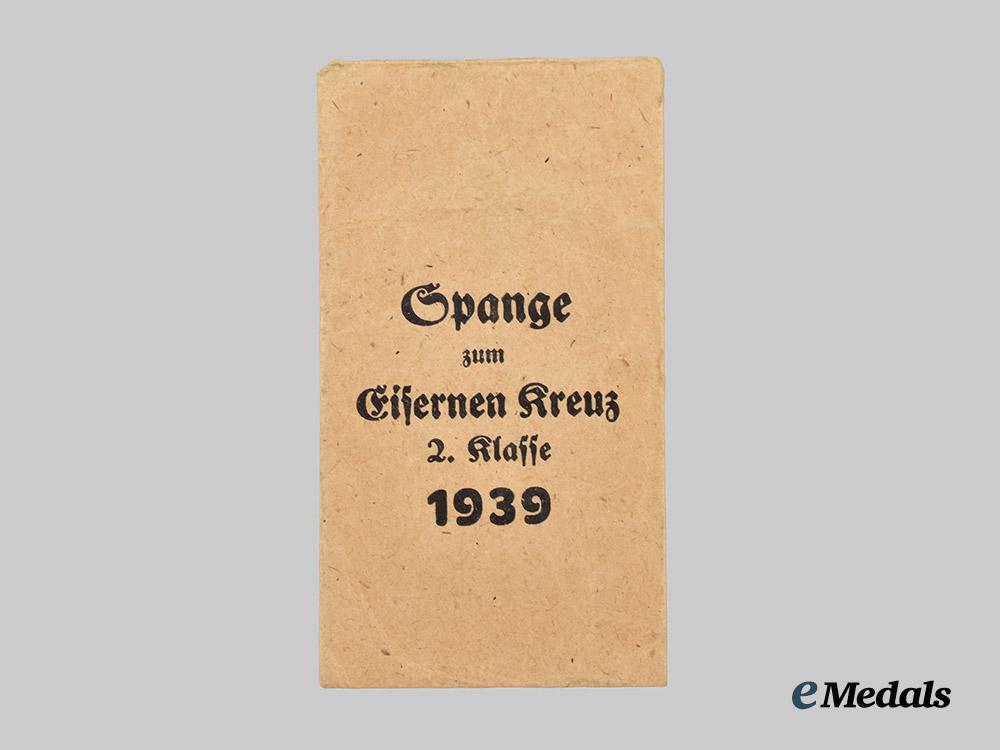 Spange
zum
Eisernen Kreuz
2. Klasse
1939
eMedals